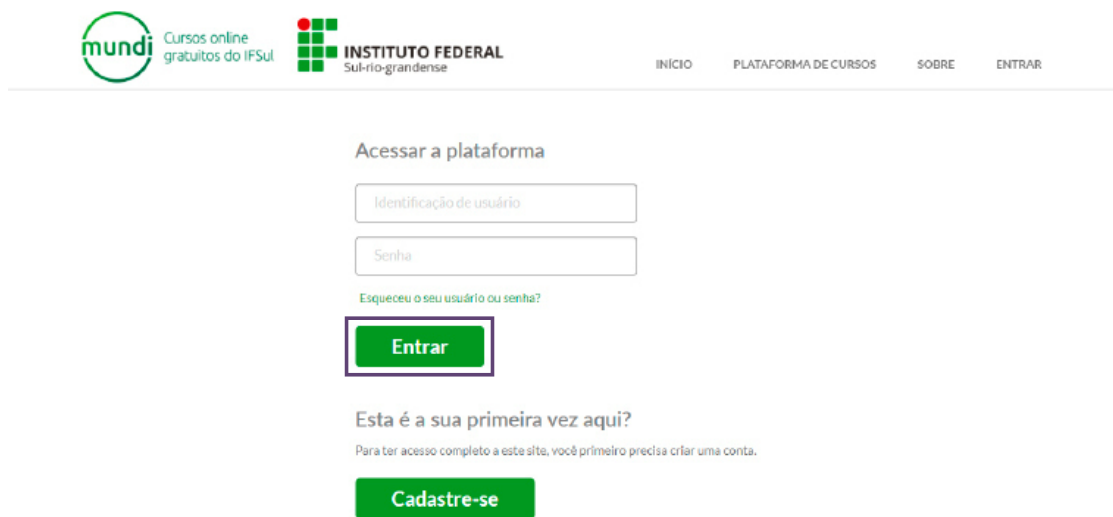 mundi
Cursos online
gratuitos do IFSul
INSTITUTO FEDERAL
Sul-rio-grandense
INÍCIO PLATAFORMA DE CURSOS SOBRE ENTRAR
Acessar a plataforma
Identificação de usuário
Senha
Esqueceu o seu usuário ou senha?
Entrar
Esta é a sua primeira vez aqui?
Para ter acesso completo a este site, você primeiro precisa criar uma conta.
Cadastre-se